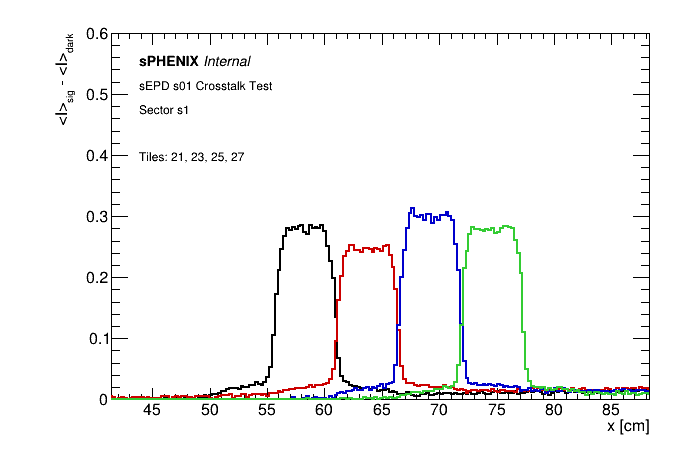 0.6
0.5
0.4
0.3
0.2
0.1
0
<I>sig - <I>dark
sPHENIX Internal
sEPD s01 Crosstalk Test
Sector s1
Tiles: 21, 23, 25, 27
45 50 55 60 65 70 75 80 85
x [cm]